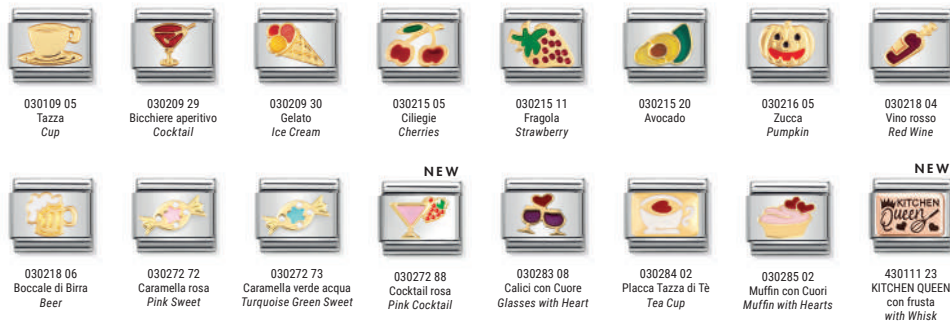 030109 05
Tazza
Cup
030209 29
Bicchiere aperitivo
Cocktail
030209 30
Gelato
Ice Cream
030215 05
Ciliegie
Cherries
030215 11
Fragola
Strawberry
030215 20
Avocado
030216 05
Zucca
Pumpkin
030218 04
Vino rosso
Red Wine
030218 06
Boccale di Birra
Beer
030272 72
Caramella rosa
Pink Sweet
030272 73
Caramella verde acqua
Turquoise Green Sweet
NEW
030272 88
Cocktail rosa
Pink Cocktail
030283 08
Calici con Cuore
Glasses with Heart
030284 02
Placca Tazza di Tè
Tea Cup
030285 02
Muffin con Cuori
Muffin with Hearts
NEW
KITCHEN
Queen
430111 23
KITCHEN QUEEN
con frusta
with Whisk